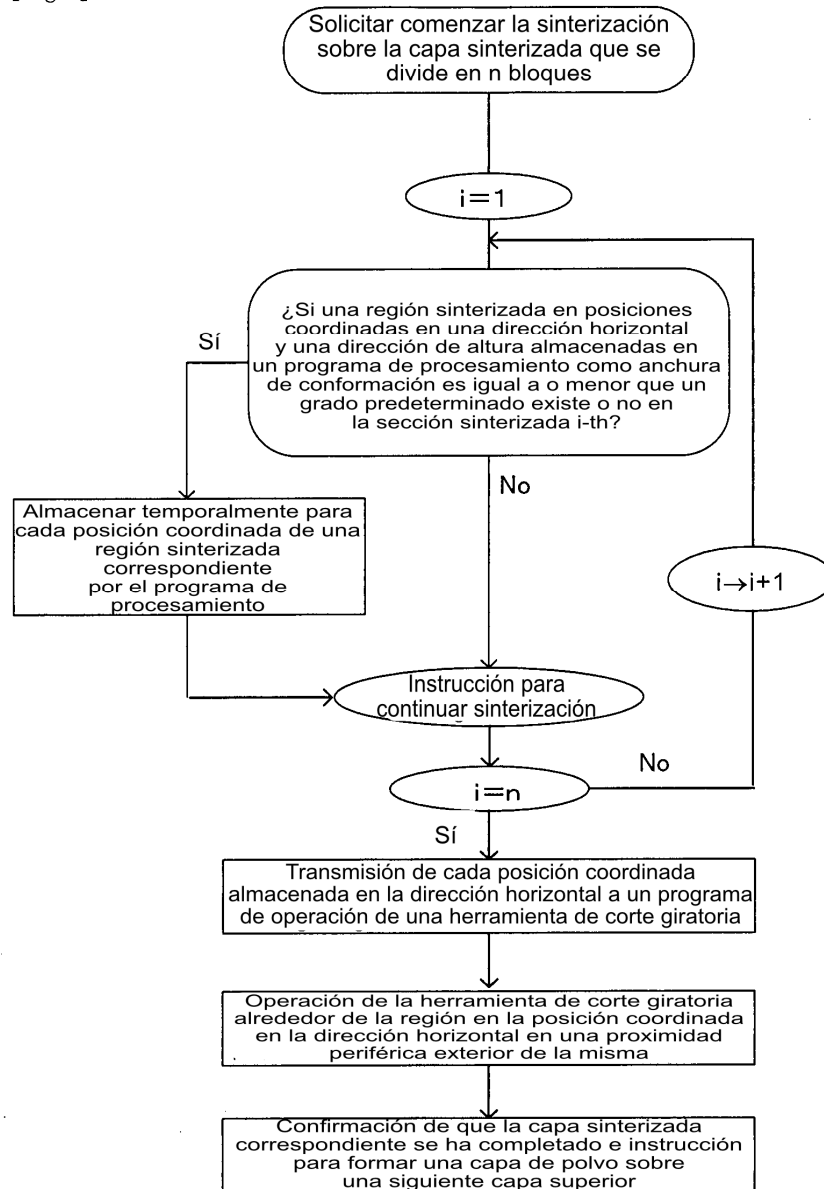 Solicitar comenzar la sinterización
sobre la capa sinterizada que se
divide en n bloques
i=1
¿Si una región sinterizada en posiciones
coordinadas en una dirección horizontal
y una dirección de altura almacenadas en
un programa de procesamiento como anchura
de conformación es igual a o menor que un
grado predeterminado existe o no en
la sección sinterizada i-th?
Sí
No
Almacenar temporalmente para
cada posición coordinada de una
región sinterizada
correspondiente
por el programa de
procesamiento
i→i+1
Instrucción para
continuar sinterización
i=n
No
Sí
Transmisión de cada posición coordinada
almacenada en la dirección horizontal a un programa
de operación de una herramienta de corte giratoria
Operación de la herramienta de corte giratoria
alrededor de la región en la posición coordinada
en la dirección horizontal en una proximidad
periférica exterior de la misma
Confirmación de que la capa sinterizada
correspondiente se ha completado e instrucción
para formar una capa de polvo sobre
una siguiente capa superior